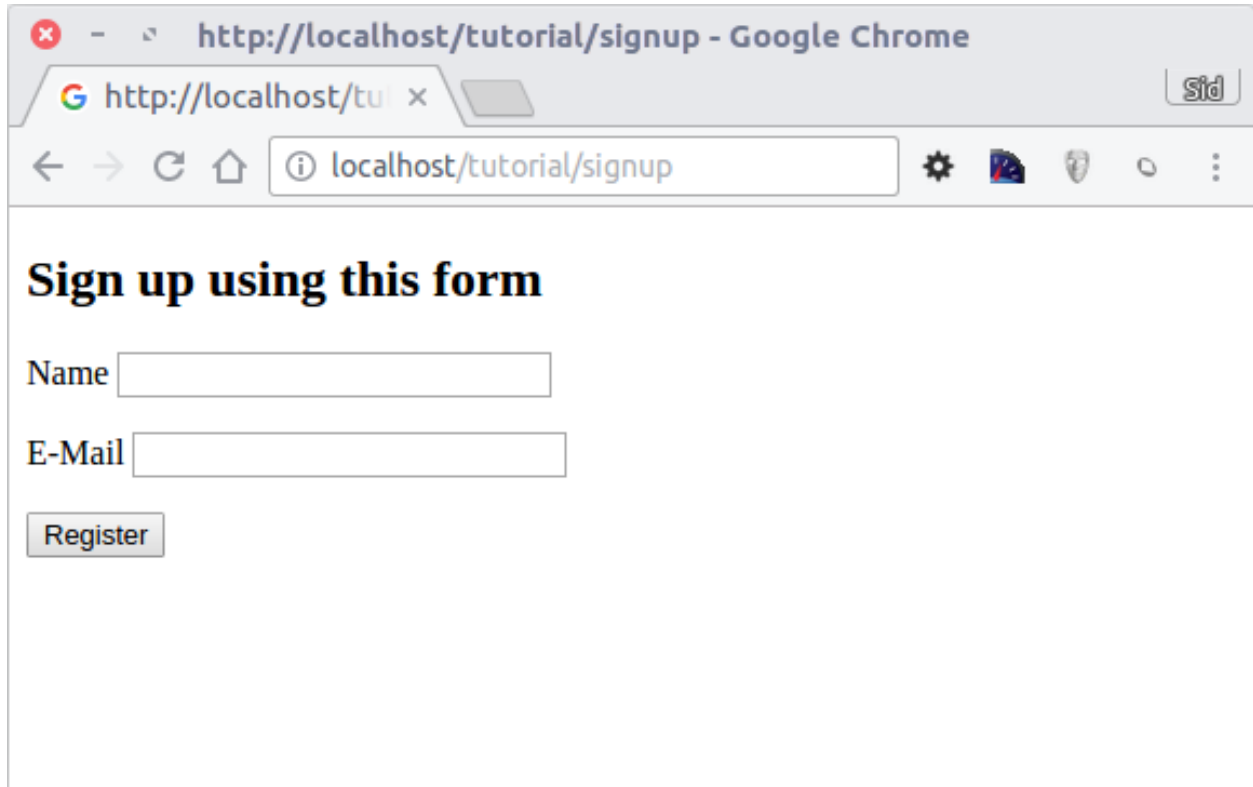 http://localhost/tutorial/signup - Google Chrome
http://localhost/tu
Sid
localhost/tutorial/signup
Sign up using this form
Name
E-Mail
Register